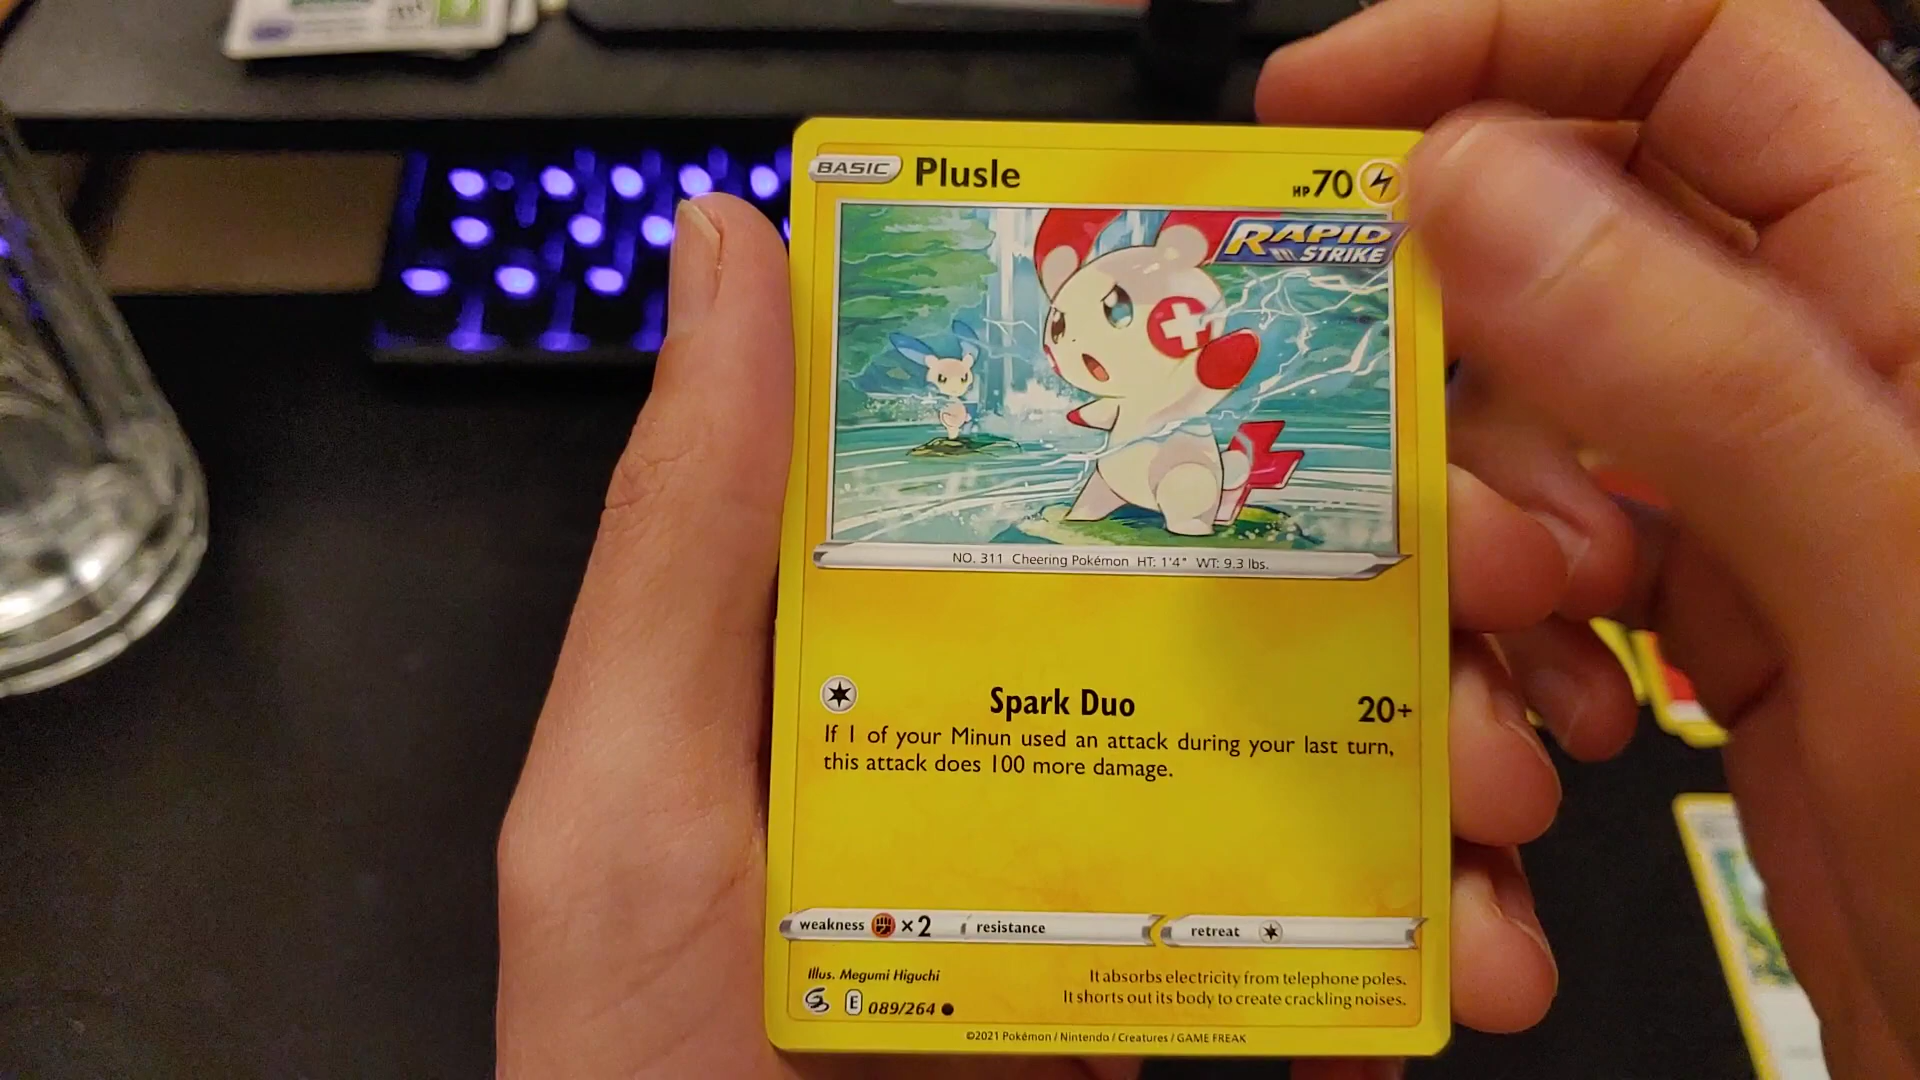 BASIC Plusle HP 70
RAPID
STRIKE
NO. 311 Cheering Pokémon HT: 1'4" WT: 9.3 lbs.
Spark Duo 20+
If 1 of your Minun used an attack during your last turn,
this attack does 100 more damage.
weakness ×2 resistance retreat
Illus. Megumi Higuchi
It absorbs electricity from telephone poles.
It shorts out its body to create crackling noises.
E 089/264
©2021 Pokémon / Nintendo / Creatures / GAME FREAK